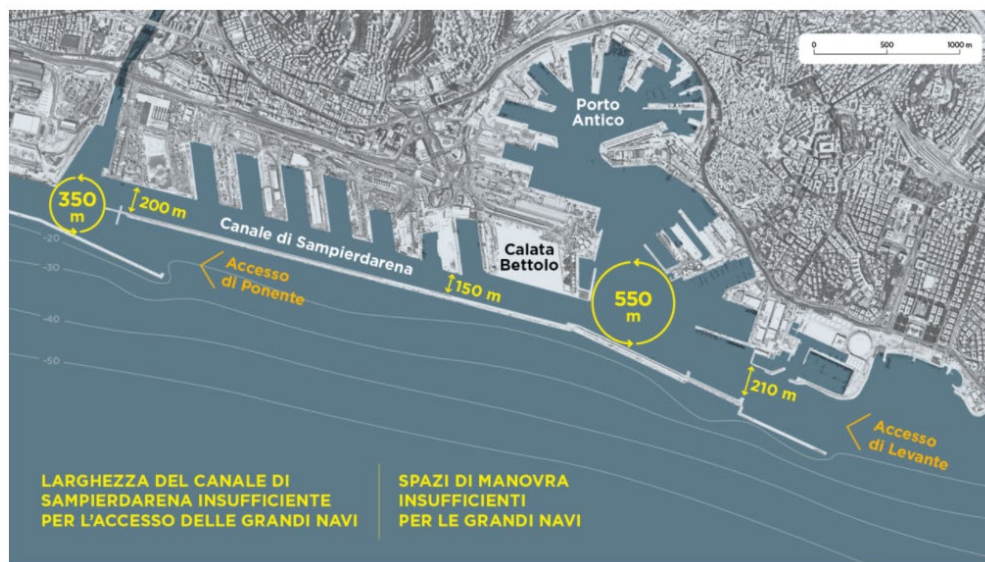 0 500 1000 m
Porto
Antico
350
m
200 m
Canale di Sampierdarena
Calata
Bettolo
-20
-30
-40
-50
Accesso
di Ponente
150 m
550
m
210 m
Accesso
di Levante
LARGHEZZA DEL CANALE DI
SAMPIERDARENA INSUFFICIENTE
PER L’ACCESSO DELLE GRANDI NAVI
SPAZI DI MANOVRA
INSUFFICIENTI
PER LE GRANDI NAVI